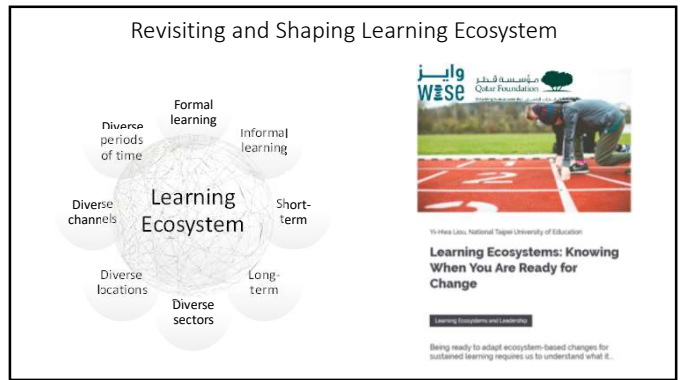 Revisiting and Shaping Learning Ecosystem
Formal
learning
Informal
learning
Short-
term
Long-
term
Diverse
sectors
Diverse
locations
Diverse
channels
Diverse
periods
of time
Learning
Ecosystem
وايز
WISE
مؤسسة قطر
Qatar Foundation
Yi-Hwa Liou, National Taipei University of Education
Learning Ecosystems: Knowing
When You Are Ready for
Change
Learning Ecosystems and Leadership
Being ready to adapt ecosystem-based changes for
sustained learning requires us to understand what it...